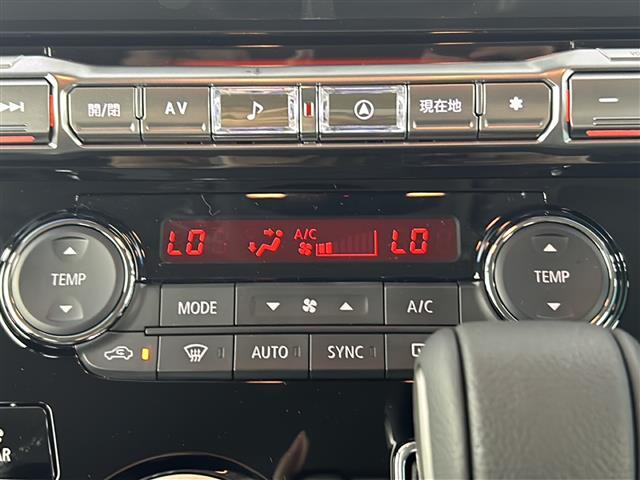 開/閉 AV 現在地
LO A/C LO
TEMP TEMP
MODE A/C
AUTO SYNC